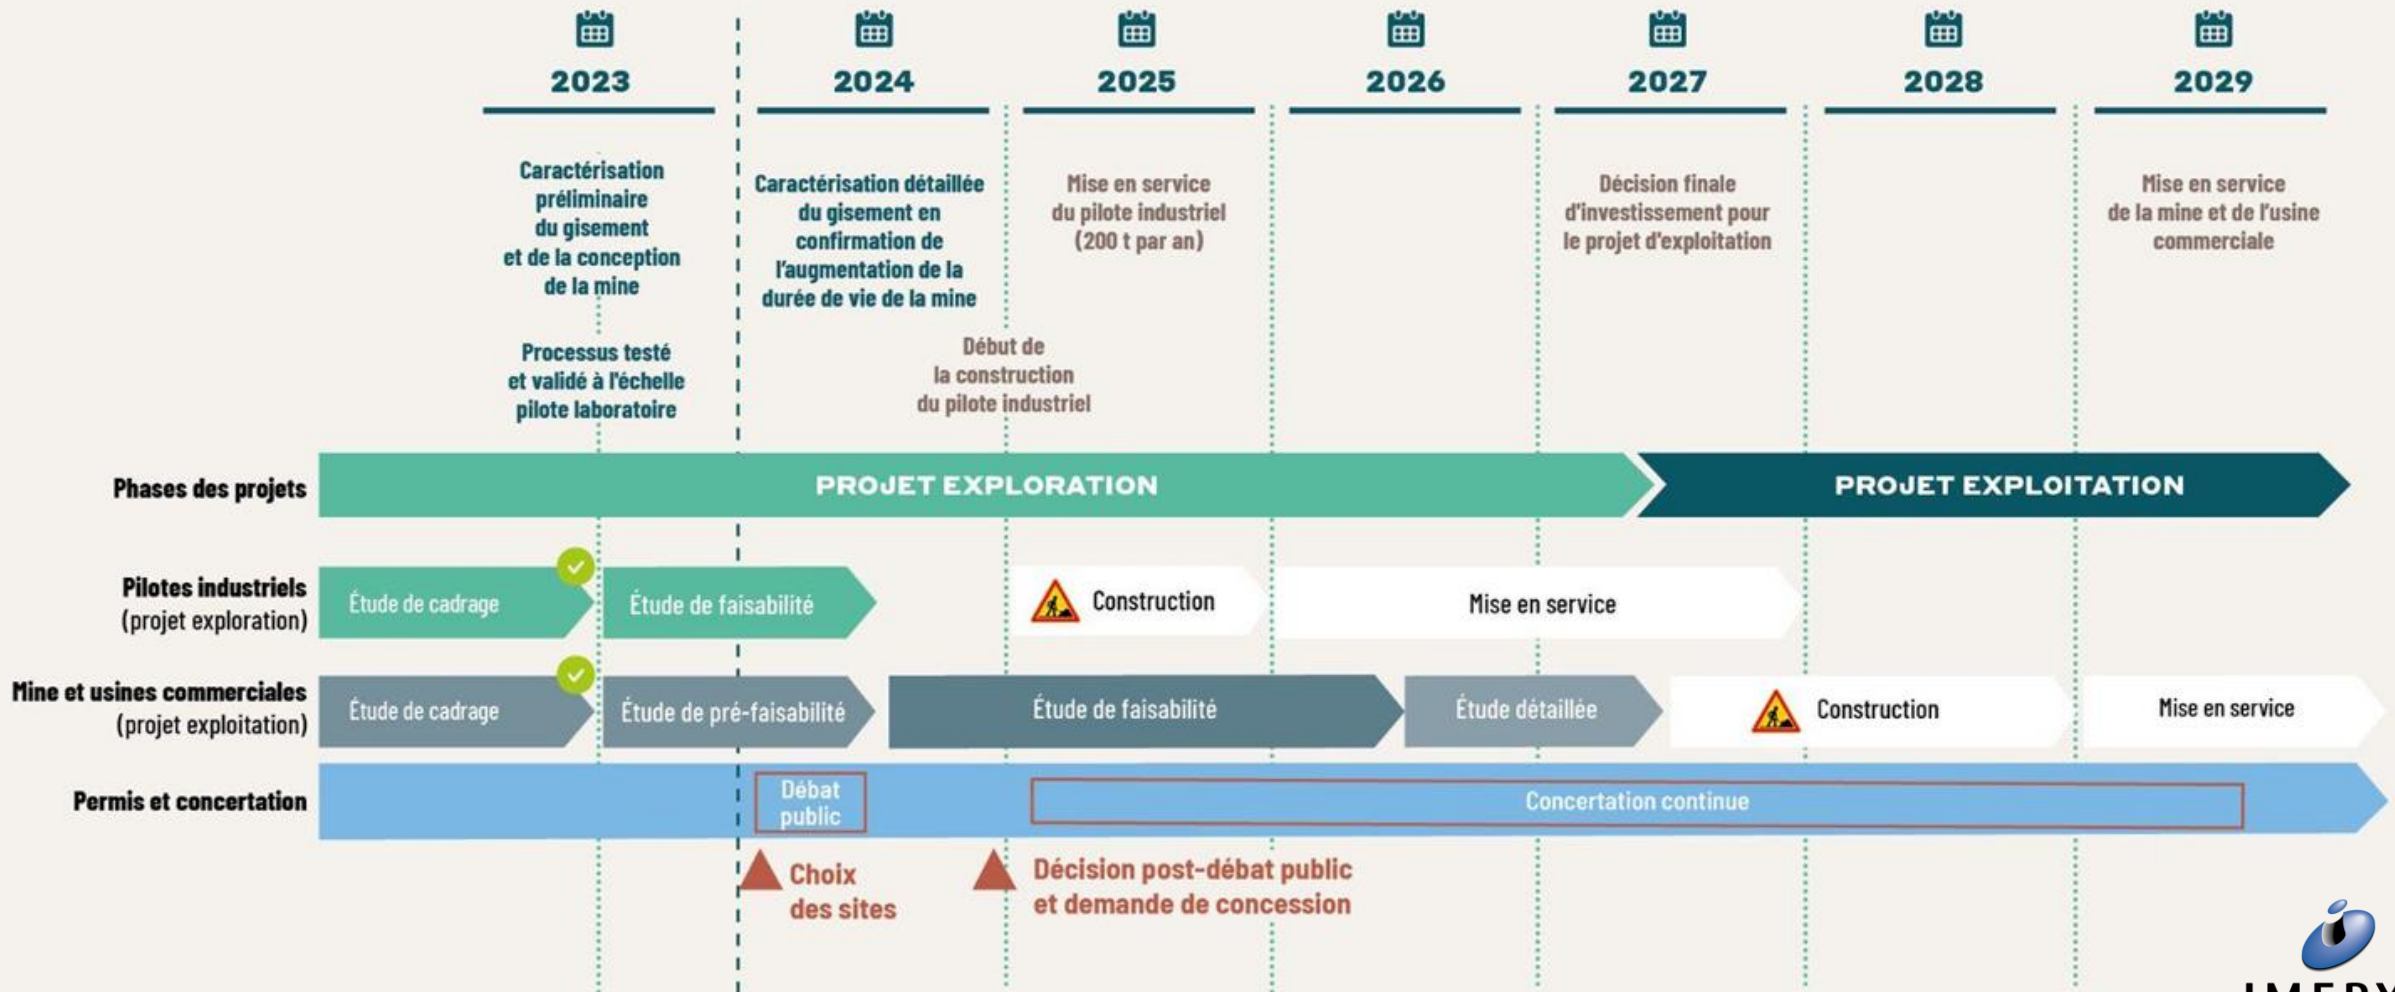 2023
2024
2025
2026
2027
2028
2029
Caractérisation
préliminaire
du gisement
et de la conception
de la mine
Processus testé
et validé à l'échelle
pilote laboratoire
Caractérisation détaillée
du gisement en
confirmation de
l'augmentation de la
durée de vie de la mine
Début de
la construction
du pilote industriel
Mise en service
du pilote industriel
(200 t par an)
Décision finale
d'investissement pour
le projet d'exploitation
Mise en service
de la mine et de l'usine
commerciale
Phases des projets
PROJET EXPLORATION
PROJET EXPLOITATION
Pilotes industriels
(projet exploration)
Étude de cadrage
Étude de faisabilité
Construction
Mise en service
Mine et usines commerciales
(projet exploitation)
Étude de cadrage
Étude de pré-faisabilité
Étude de faisabilité
Étude détaillée
Construction
Mise en service
Permis et concertation
Débat
public
Concertation continue
Choix
des sites
Décision post-débat public
et demande de concession